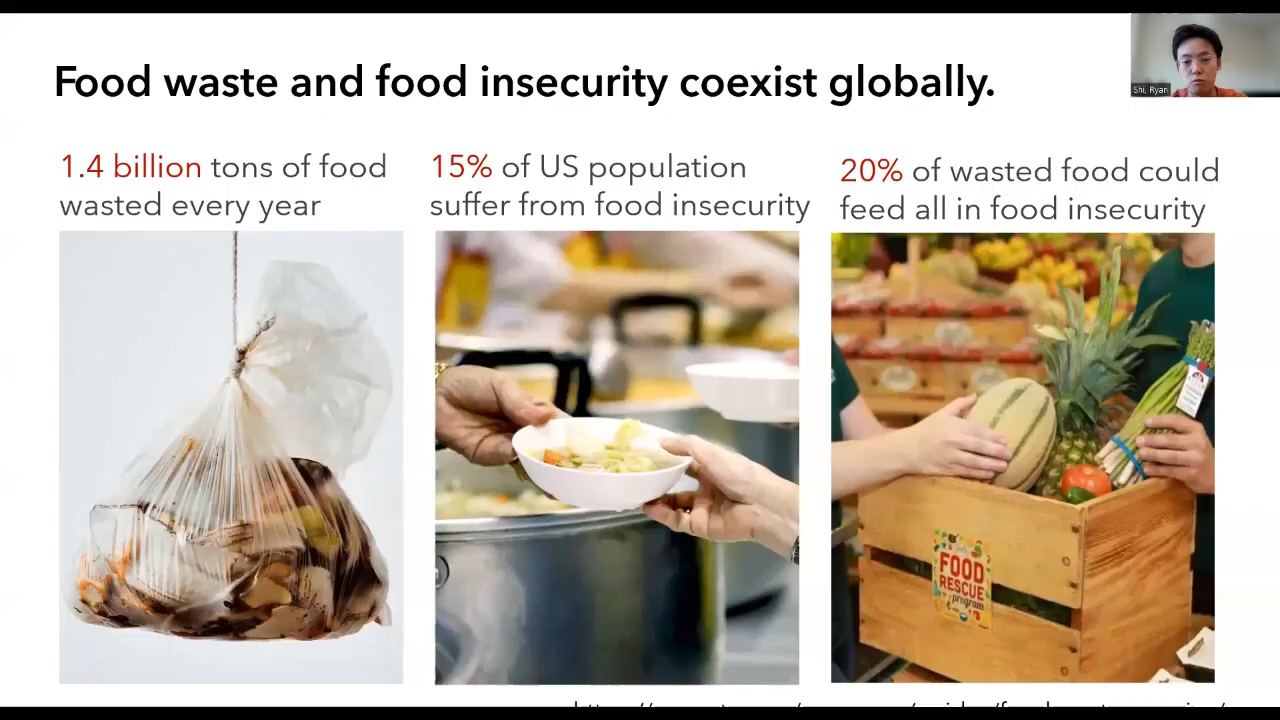 Food waste and food insecurity coexist globally.
Shi, Ryan
1.4 billion tons of food
wasted every year
15% of US population
suffer from food insecurity
20% of wasted food could
feed all in food insecurity
FOOD
RESCUE
program